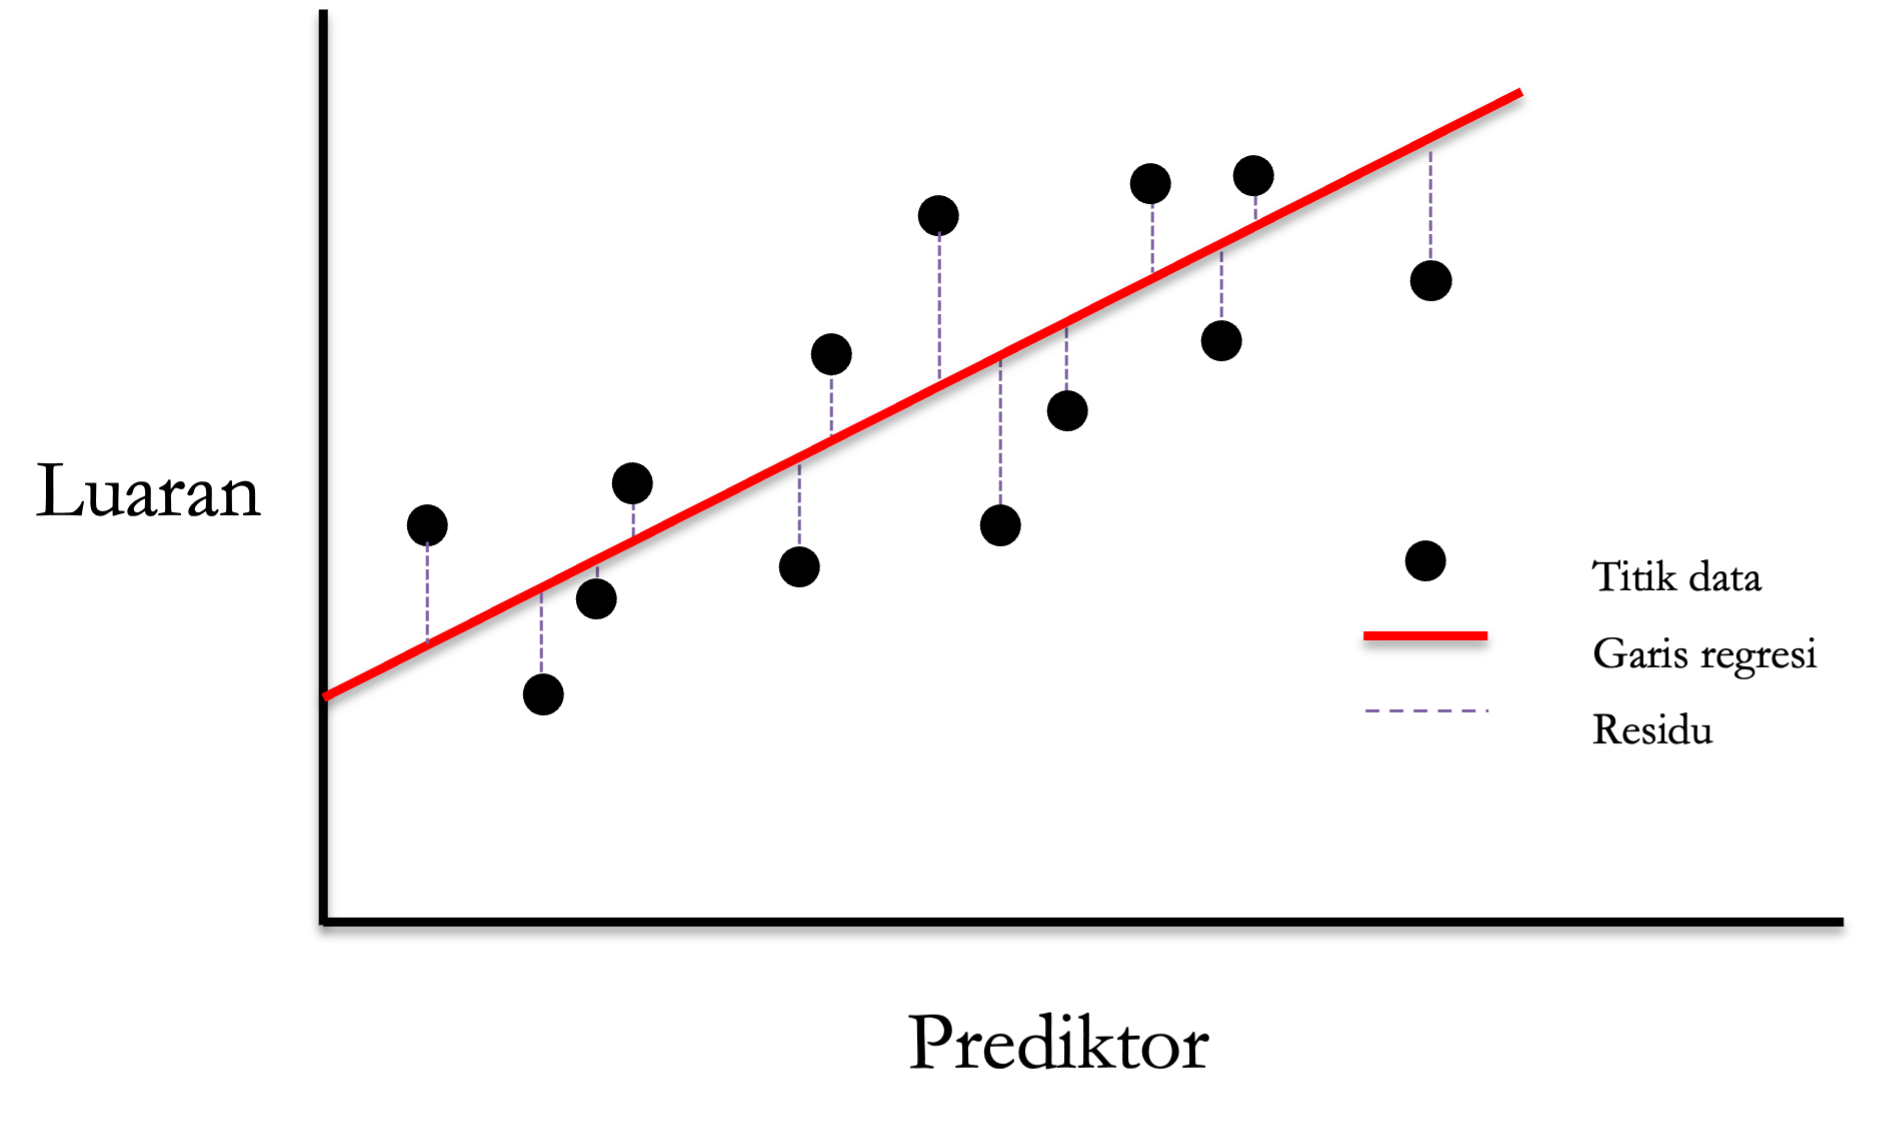 Luaran
Titik data
Garis regresi
Residu
Prediktor